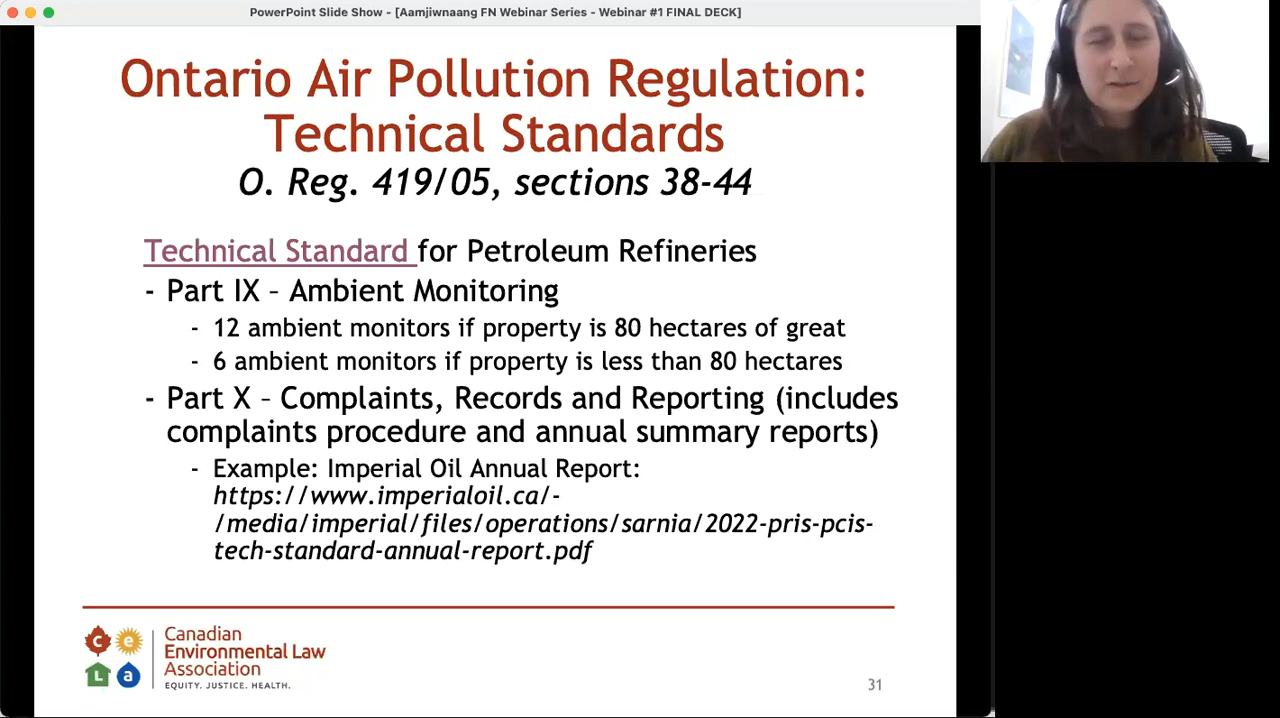 PowerPoint Slide Show - [Aamjiwnaang FN Webinar Series - Webinar #1 FINAL DECK]
Ontario Air Pollution Regulation:
Technical Standards
O. Reg. 419/05, sections 38-44
Technical Standard for Petroleum Refineries
- Part IX – Ambient Monitoring
- 12 ambient monitors if property is 80 hectares of great
- 6 ambient monitors if property is less than 80 hectares
- Part X – Complaints, Records and Reporting (includes
complaints procedure and annual summary reports)
- Example: Imperial Oil Annual Report:
https://www.imperialoil.ca/-
/media/imperial/files/operations/sarnia/2022-pris-pcis-
tech-standard-annual-report.pdf
c e
L a
Canadian
Environmental Law
Association
EQUITY. JUSTICE. HEALTH.
31